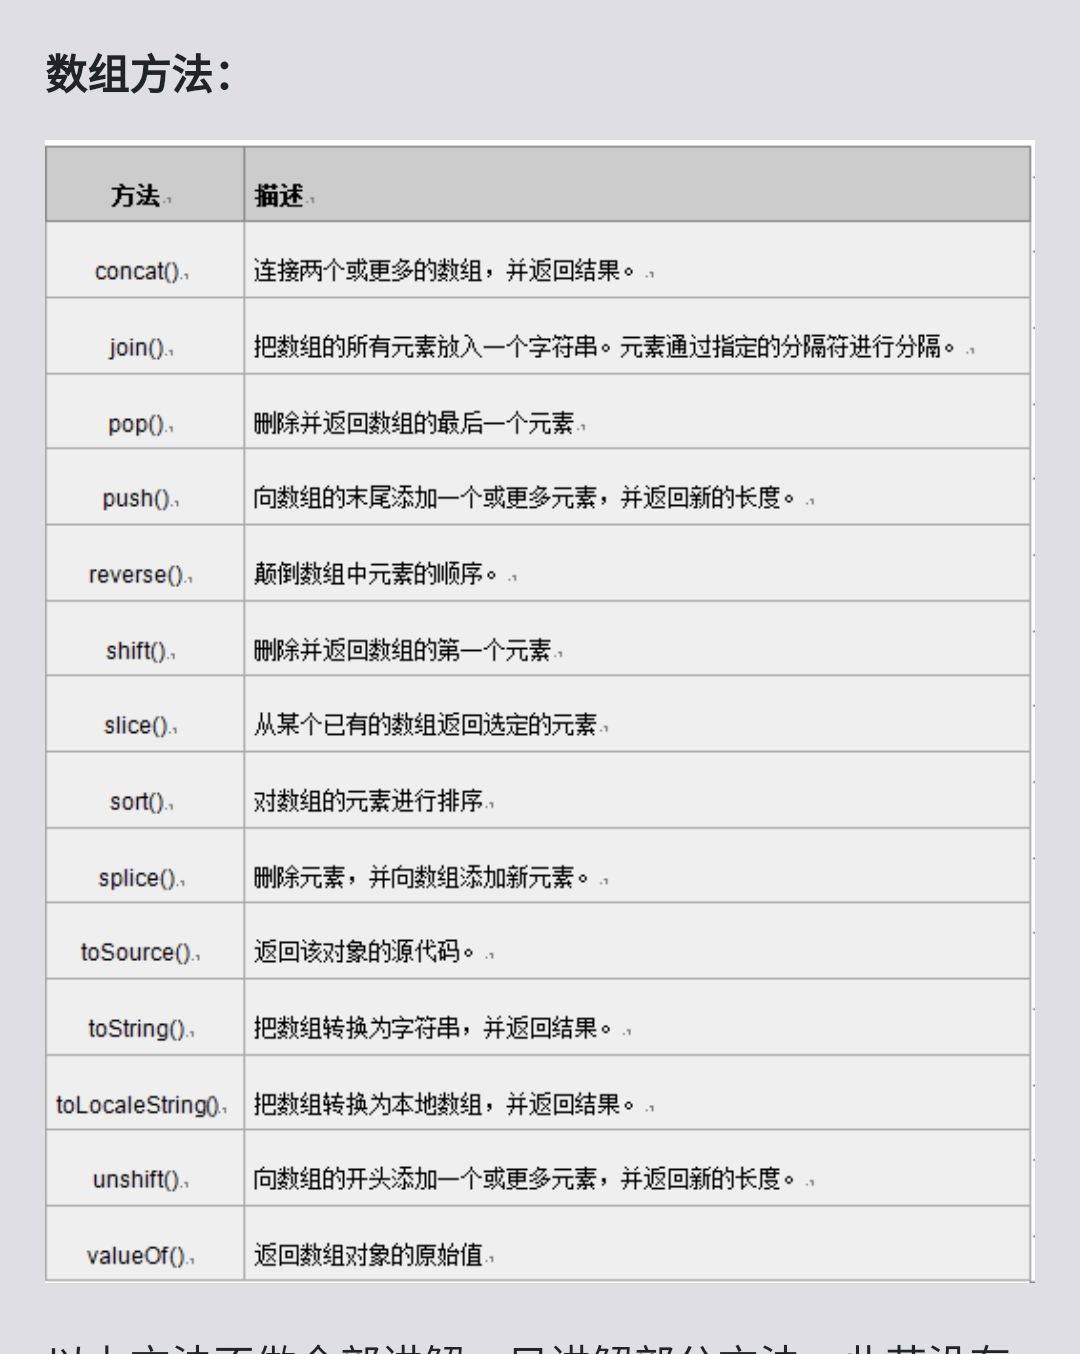 数组方法：
方法 描述
concat() 连接两个或更多的数组，并返回结果。
join() 把数组的所有元素放入一个字符串。元素通过指定的分隔符进行分隔。
pop() 删除并返回数组的最后一个元素
push() 向数组的末尾添加一个或更多元素，并返回新的长度。
reverse() 颠倒数组中元素的顺序。
shift() 删除并返回数组的第一个元素
slice() 从某个已有的数组返回选定的元素
sort() 对数组的元素进行排序
splice() 删除元素，并向数组添加新元素。
toSource() 返回该对象的源代码。
toString() 把数组转换为字符串，并返回结果。
toLocaleString() 把数组转换为本地数组，并返回结果。
unshift() 向数组的开头添加一个或更多元素，并返回新的长度。
valueOf() 返回数组对象的原始值